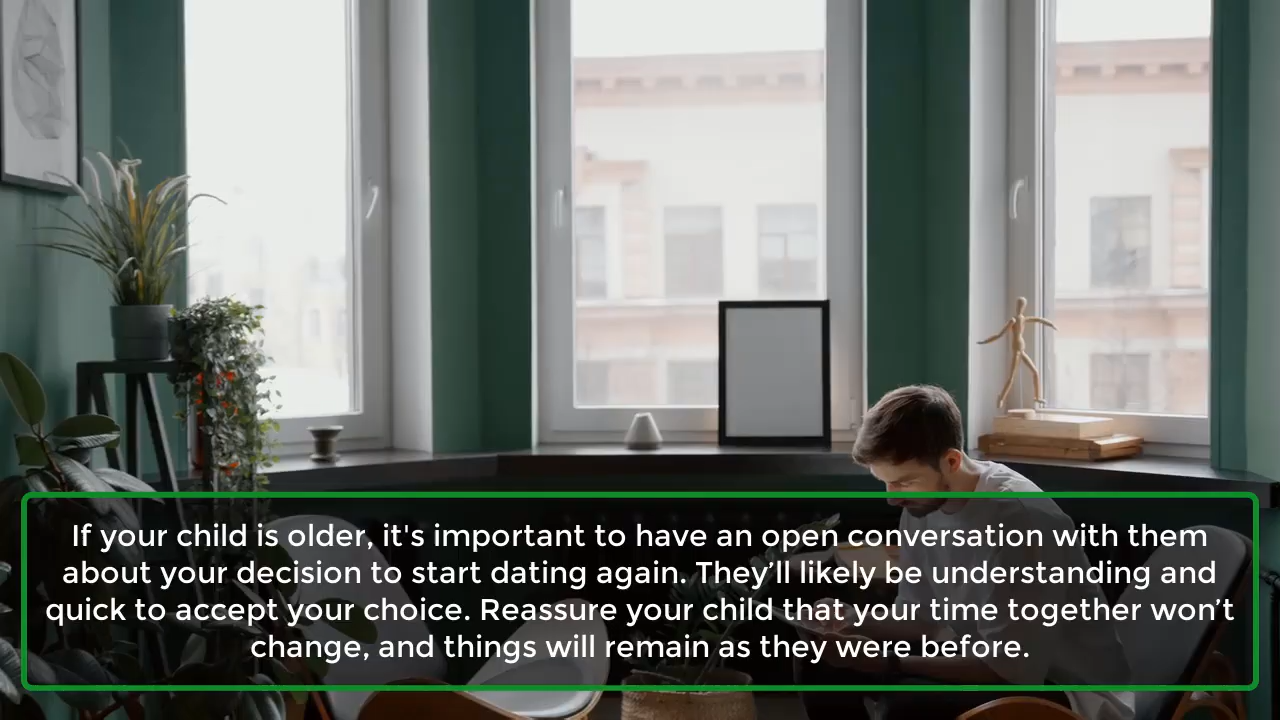 If your child is older, it's important to have an open conversation with them
about your decision to start dating again. They’ll likely be understanding and
quick to accept your choice. Reassure your child that your time together won’t
change, and things will remain as they were before.